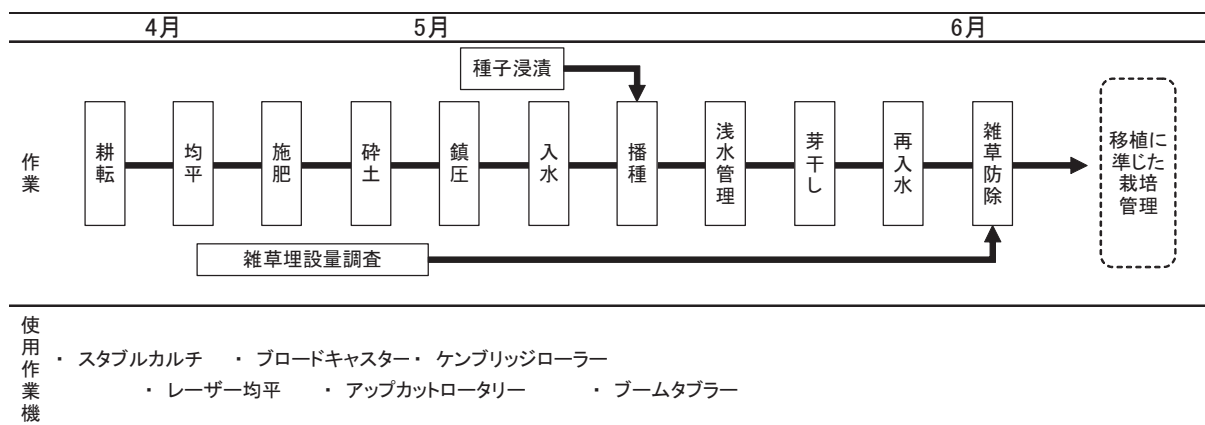 4月 5月 6月
種子浸漬
作業
耕転
均平
施肥
砕土
鎮圧
入水
播種
浅水管理
芽干し
再入水
雑草防除
移植に
準じた
栽培
管理
雑草埋設量調査
使用作業機
・ スタブルカルチ ・ ブロードキャスター ・ ケンブリッジローラー
・ レーザー均平 ・ アップカットロータリー ・ ブームタブラー